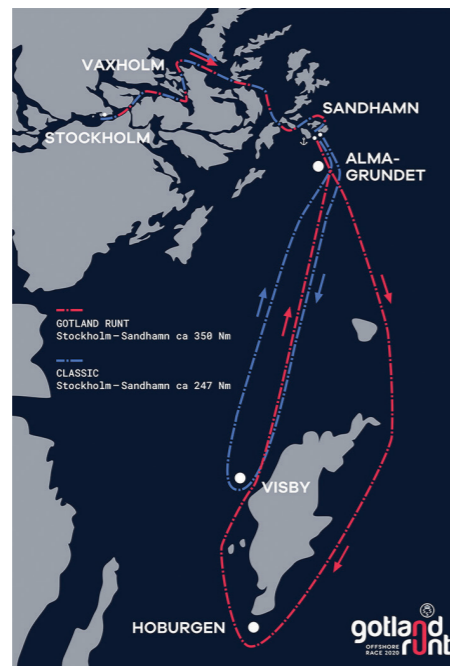 VAXHOLM
STOCKHOLM
SANDHAMN
ALMA-
GRUNDET
GOTLAND RUNT
Stockholm–Sandhamn ca 350 Nm
CLASSIC
Stockholm–Sandhamn ca 247 Nm
VISBY
HOBURGEN
gotland
runt
OFFSHORE
RACE 2020